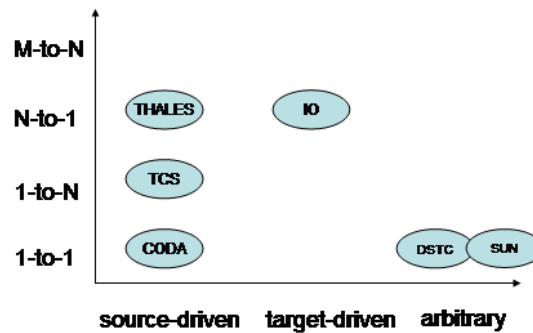 M-to-N
N-to-1 THALES IO
1-to-N TCS
1-to-1 CODA DSTC SUN
source-driven target-driven arbitrary